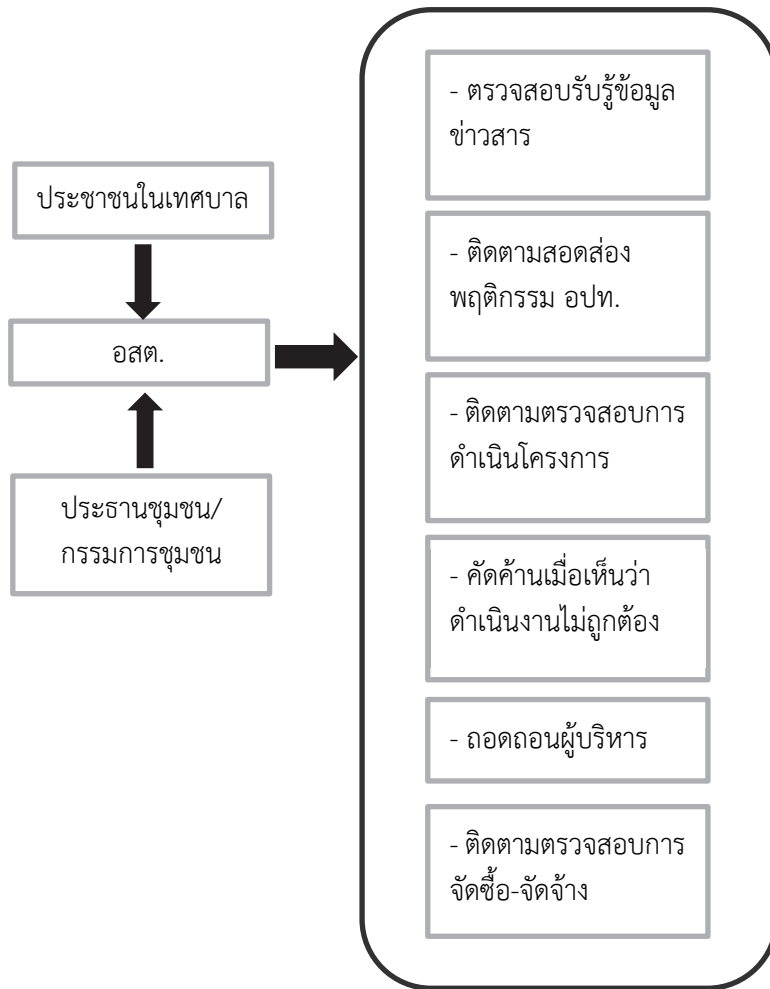 ประชาชนในเทศบาล
อสต.
ประธานชุมชน/
กรรมการชุมชน
- ตรวจสอบรับรู้ข้อมูล
ข่าวสาร
- ติดตามสอดส่อง
พฤติกรรม อปท.
- ติดตามตรวจสอบการ
ดำเนินโครงการ
- คัดค้านเมื่อเห็นว่า
ดำเนินงานไม่ถูกต้อง
- ถอดถอนผู้บริหาร
- ติดตามตรวจสอบการ
จัดซื้อ-จัดจ้าง